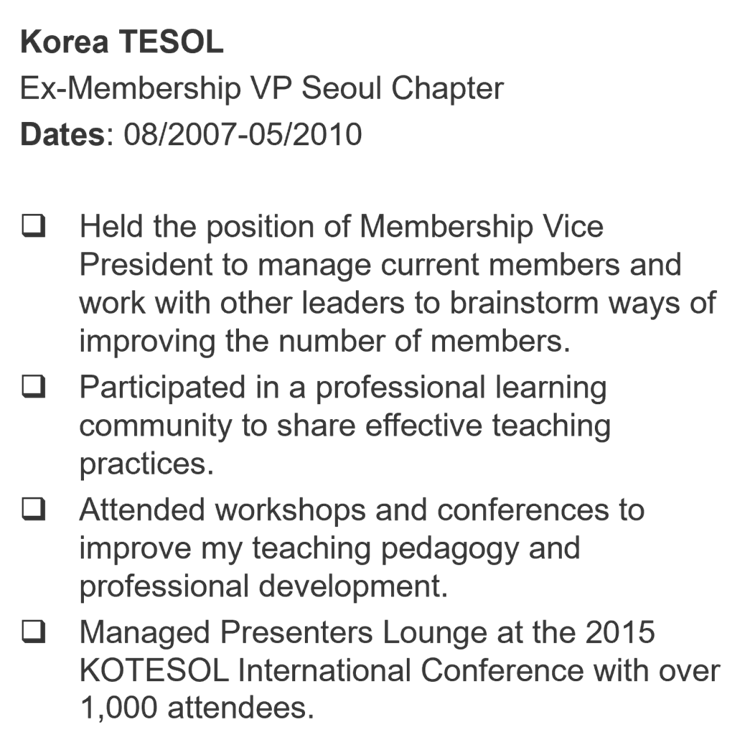 Korea TESOL
Ex-Membership VP Seoul Chapter
Dates: 08/2007-05/2010
❑ Held the position of Membership Vice
President to manage current members and
work with other leaders to brainstorm ways of
improving the number of members.
❑ Participated in a professional learning
community to share effective teaching
practices.
❑ Attended workshops and conferences to
improve my teaching pedagogy and
professional development.
❑ Managed Presenters Lounge at the 2015
KOTESOL International Conference with over
1,000 attendees.